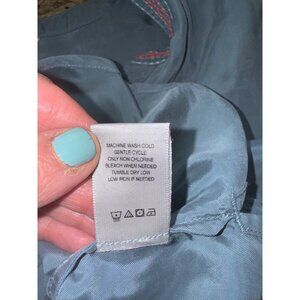 MACHINE WASH COLD
GENTLE CYCLE
ONLY NON-CHLORINE
BLEACH WHEN NEEDED
TUMBLE DRY LOW
LOW IRON IF NEEDED